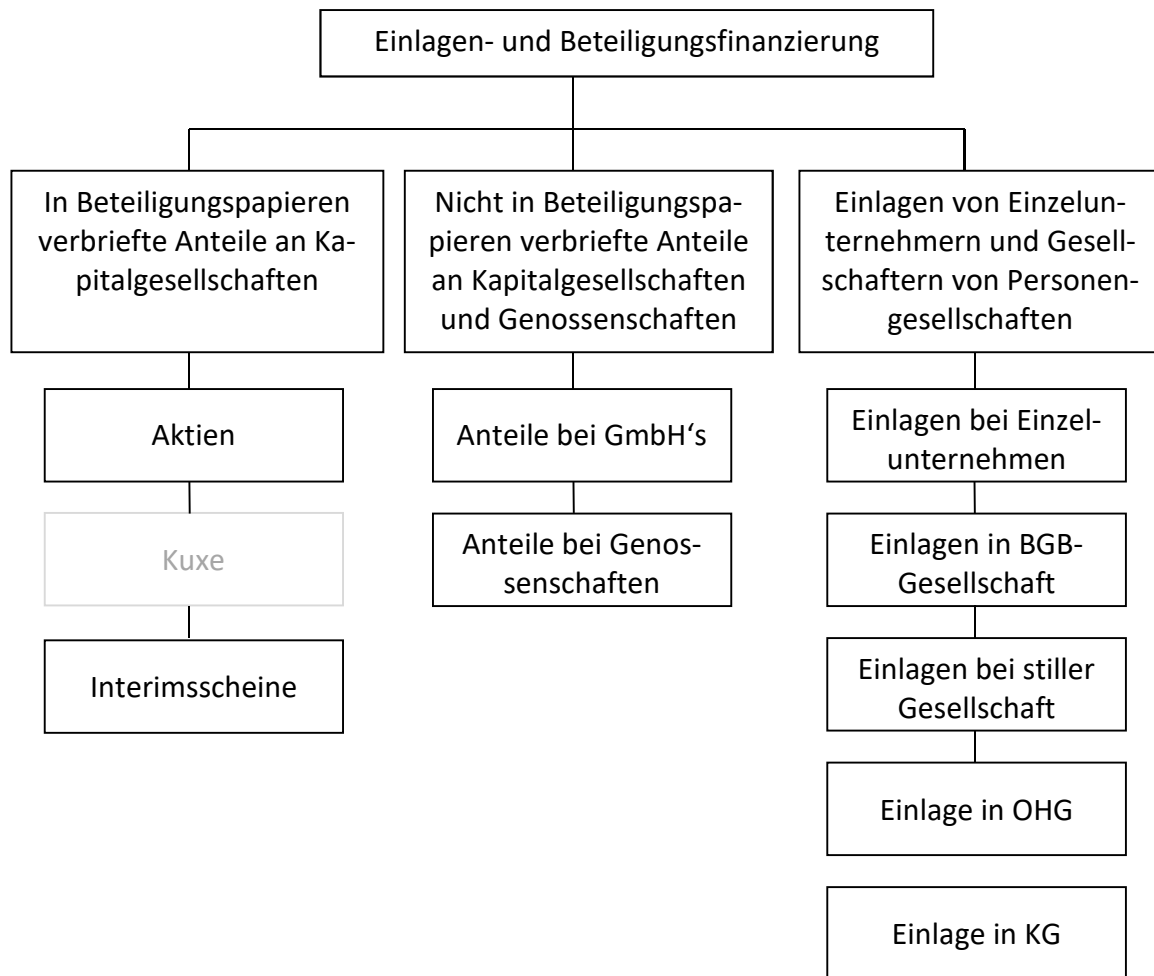 Einlagen- und Beteiligungsfinanzierung
In Beteiligungspapieren
verbriefte Anteile an Ka-
pitalgesellschaften
Nicht in Beteiligungspa-
pieren verbriefte Anteile
an Kapitalgesellschaften
und Genossenschaften
Einlagen von Einzelun-
ternehmern und Gesell-
schaftern von Personen-
gesellschaften
Aktien
Kuxe
Interimsscheine
Anteile bei GmbH‘s
Anteile bei Genos-
senschaften
Einlagen bei Einzel-
unternehmen
Einlagen in BGB-
Gesellschaft
Einlagen bei stiller
Gesellschaft
Einlage in OHG
Einlage in KG